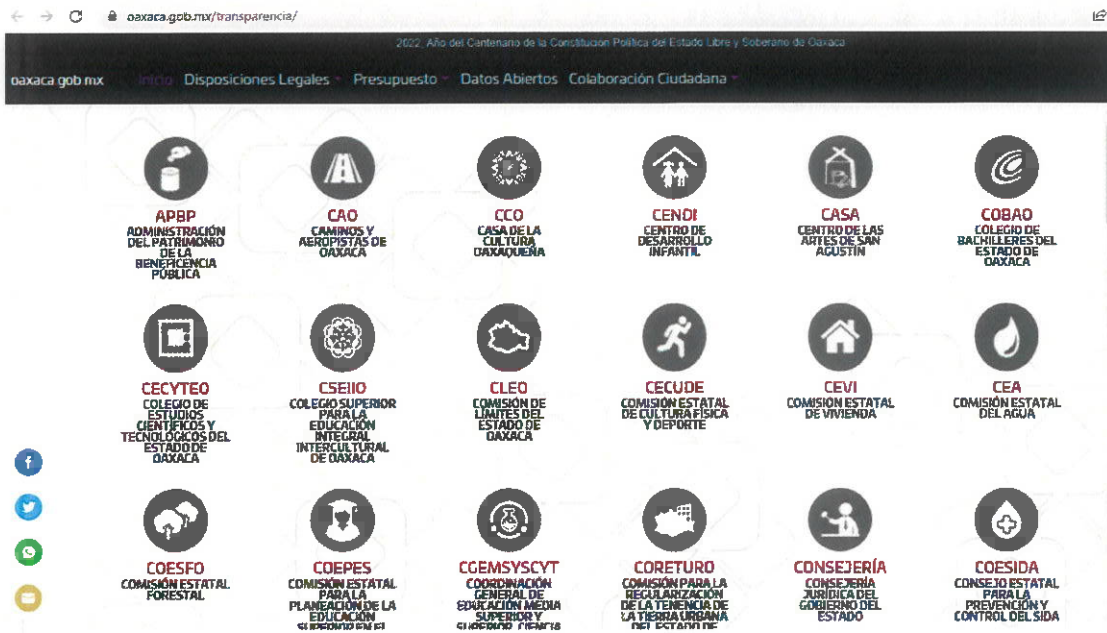 oaxaca.gob.mx/transparencia/
2022, Año del Centenario de la Constitución Política del Estado Libre y Soberano de Oaxaca
oaxaca gob mx Inicio Disposiciones Legales Presupuesto Datos Abiertos Colaboración Ciudadana
APBP
ADMINISTRACIÓN
DEL PATRIMONIO
DE LA
BENEFICENCIA
PÚBLICA
CAO
CAMINOS Y
AEROPISTAS DE
OAXACA
CCO
CASA DE LA
CULTURA
OAXAQUEÑA
CENDI
CENTRO DE
DESARROLLO
INFANTIL
CASA
CENTRO DE LAS
ARTES DE SAN
AGUSTÍN
COBAO
COLEGIO DE
BACHILLERES DEL
ESTADO DE
OAXACA
CECYTEO
COLEGIO DE
ESTUDIOS
CIENTÍFICOS Y
TECNOLÓGICOS DEL
ESTADO DE
OAXACA
CSEIIO
COLEGIO SUPERIOR
PARA LA
EDUCACIÓN
INTEGRAL
INTERCULTURAL
DE OAXACA
CLEO
COMISIÓN DE
LÍMITES DEL
ESTADO DE
OAXACA
CECUDE
COMISIÓN ESTATAL
DE CULTURA FÍSICA
Y DEPORTE
CEVI
COMISIÓN ESTATAL
DE VIVIENDA
CEA
COMISIÓN ESTATAL
DEL AGUA
COESFO
COMISIÓN ESTATAL
FORESTAL
COEPES
COMISIÓN ESTATAL
PARA LA
PLANEACIÓN DE LA
EDUCACIÓN
SUPERIOR EN EL
CGEMSYSCYT
COORDINACIÓN
GENERAL DE
EDUCACIÓN MEDIA
SUPERIOR Y
SUPERIOR, CIENCIA
CORETURO
COMISIÓN PARA LA
REGULARIZACIÓN
DE LA TENENCIA DE
LA TIERRA URBANA
DEL ESTADO DE
CONSEJERÍA
CONSEJERÍA
JURÍDICA DEL
GOBIERNO DEL
ESTADO
COESIDA
CONSEJO ESTATAL
PARA LA
PREVENCIÓN Y
CONTROL DEL SIDA